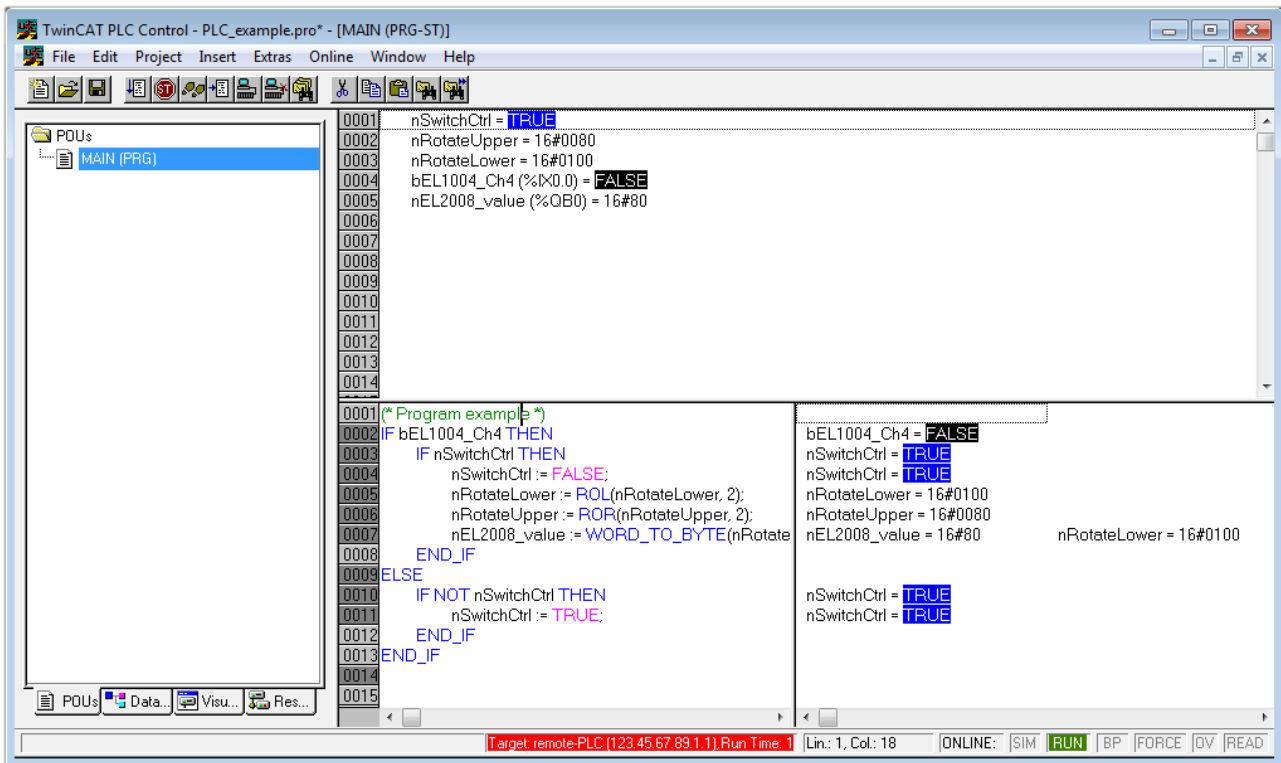 TwinCAT PLC Control - PLC_example.pro* - [MAIN (PRG-ST)]
File Edit Project Insert Extras Online Window Help
ST
POUs
MAIN (PRG)
POUs Data... Visu... Res...
0001 nSwitchCtrl = TRUE
0002 nRotateUpper = 16#0080
0003 nRotateLower = 16#0100
0004 bEL1004_Ch4 (%IX0.0) = FALSE
0005 nEL2008_value (%QB0) = 16#80
0006
0007
0008
0009
0010
0011
0012
0013
0014
0001 (* Program example *)
0002 IF bEL1004_Ch4 THEN bEL1004_Ch4 = FALSE
0003 IF nSwitchCtrl THEN nSwitchCtrl = TRUE
0004 nSwitchCtrl := FALSE; nSwitchCtrl = TRUE
0005 nRotateLower := ROL(nRotateLower, 2); nRotateLower = 16#0100
0006 nRotateUpper := ROR(nRotateUpper, 2); nRotateUpper = 16#0080
0007 nEL2008_value := WORD_TO_BYTE(nRotate nEL2008_value = 16#80 nRotateLower = 16#0100
0008 END_IF
0009 ELSE
0010 IF NOT nSwitchCtrl THEN nSwitchCtrl = TRUE
0011 nSwitchCtrl := TRUE; nSwitchCtrl = TRUE
0012 END_IF
0013 END_IF
0014
0015
Target: remote-PLC (123.45.67.89.1.1), Run Time: 1 Lin.: 1, Col.: 18 ONLINE: SIM RUN BP FORCE OV READ